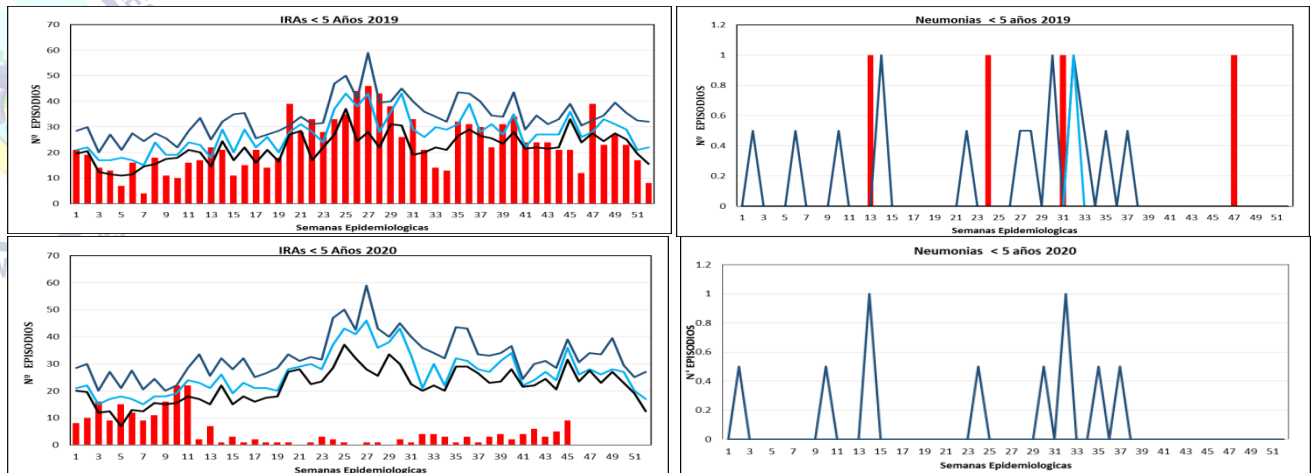 IRAs < 5 Años 2019
70
60
50
40
30
20
10
0
Nº EPISODIOS
1 3 5 7 9 11 13 15 17 19 21 23 25 27 29 31 33 35 37 39 41 43 45 47 49 51
Semanas Epidemiologicas
Neumonias < 5 años 2019
1.2
1
0.8
0.6
0.4
0.2
0
Nº EPISODIOS
1 3 5 7 9 11 13 15 17 19 21 23 25 27 29 31 33 35 37 39 41 43 45 47 49 51
Semanas Epidemiologicas
IRAs < 5 Años 2020
70
60
50
40
30
20
10
0
Nº EPISODIOS
1 3 5 7 9 11 13 15 17 19 21 23 25 27 29 31 33 35 37 39 41 43 45 47 49 51
Semanas Epidemiologicas
Neumonias < 5 años 2020
1.2
1
0.8
0.6
0.4
0.2
0
N° EPISODIOS
1 3 5 7 9 11 13 15 17 19 21 23 25 27 29 31 33 35 37 39 41 43 45 47 49 51
Semanas Epidemiologicas